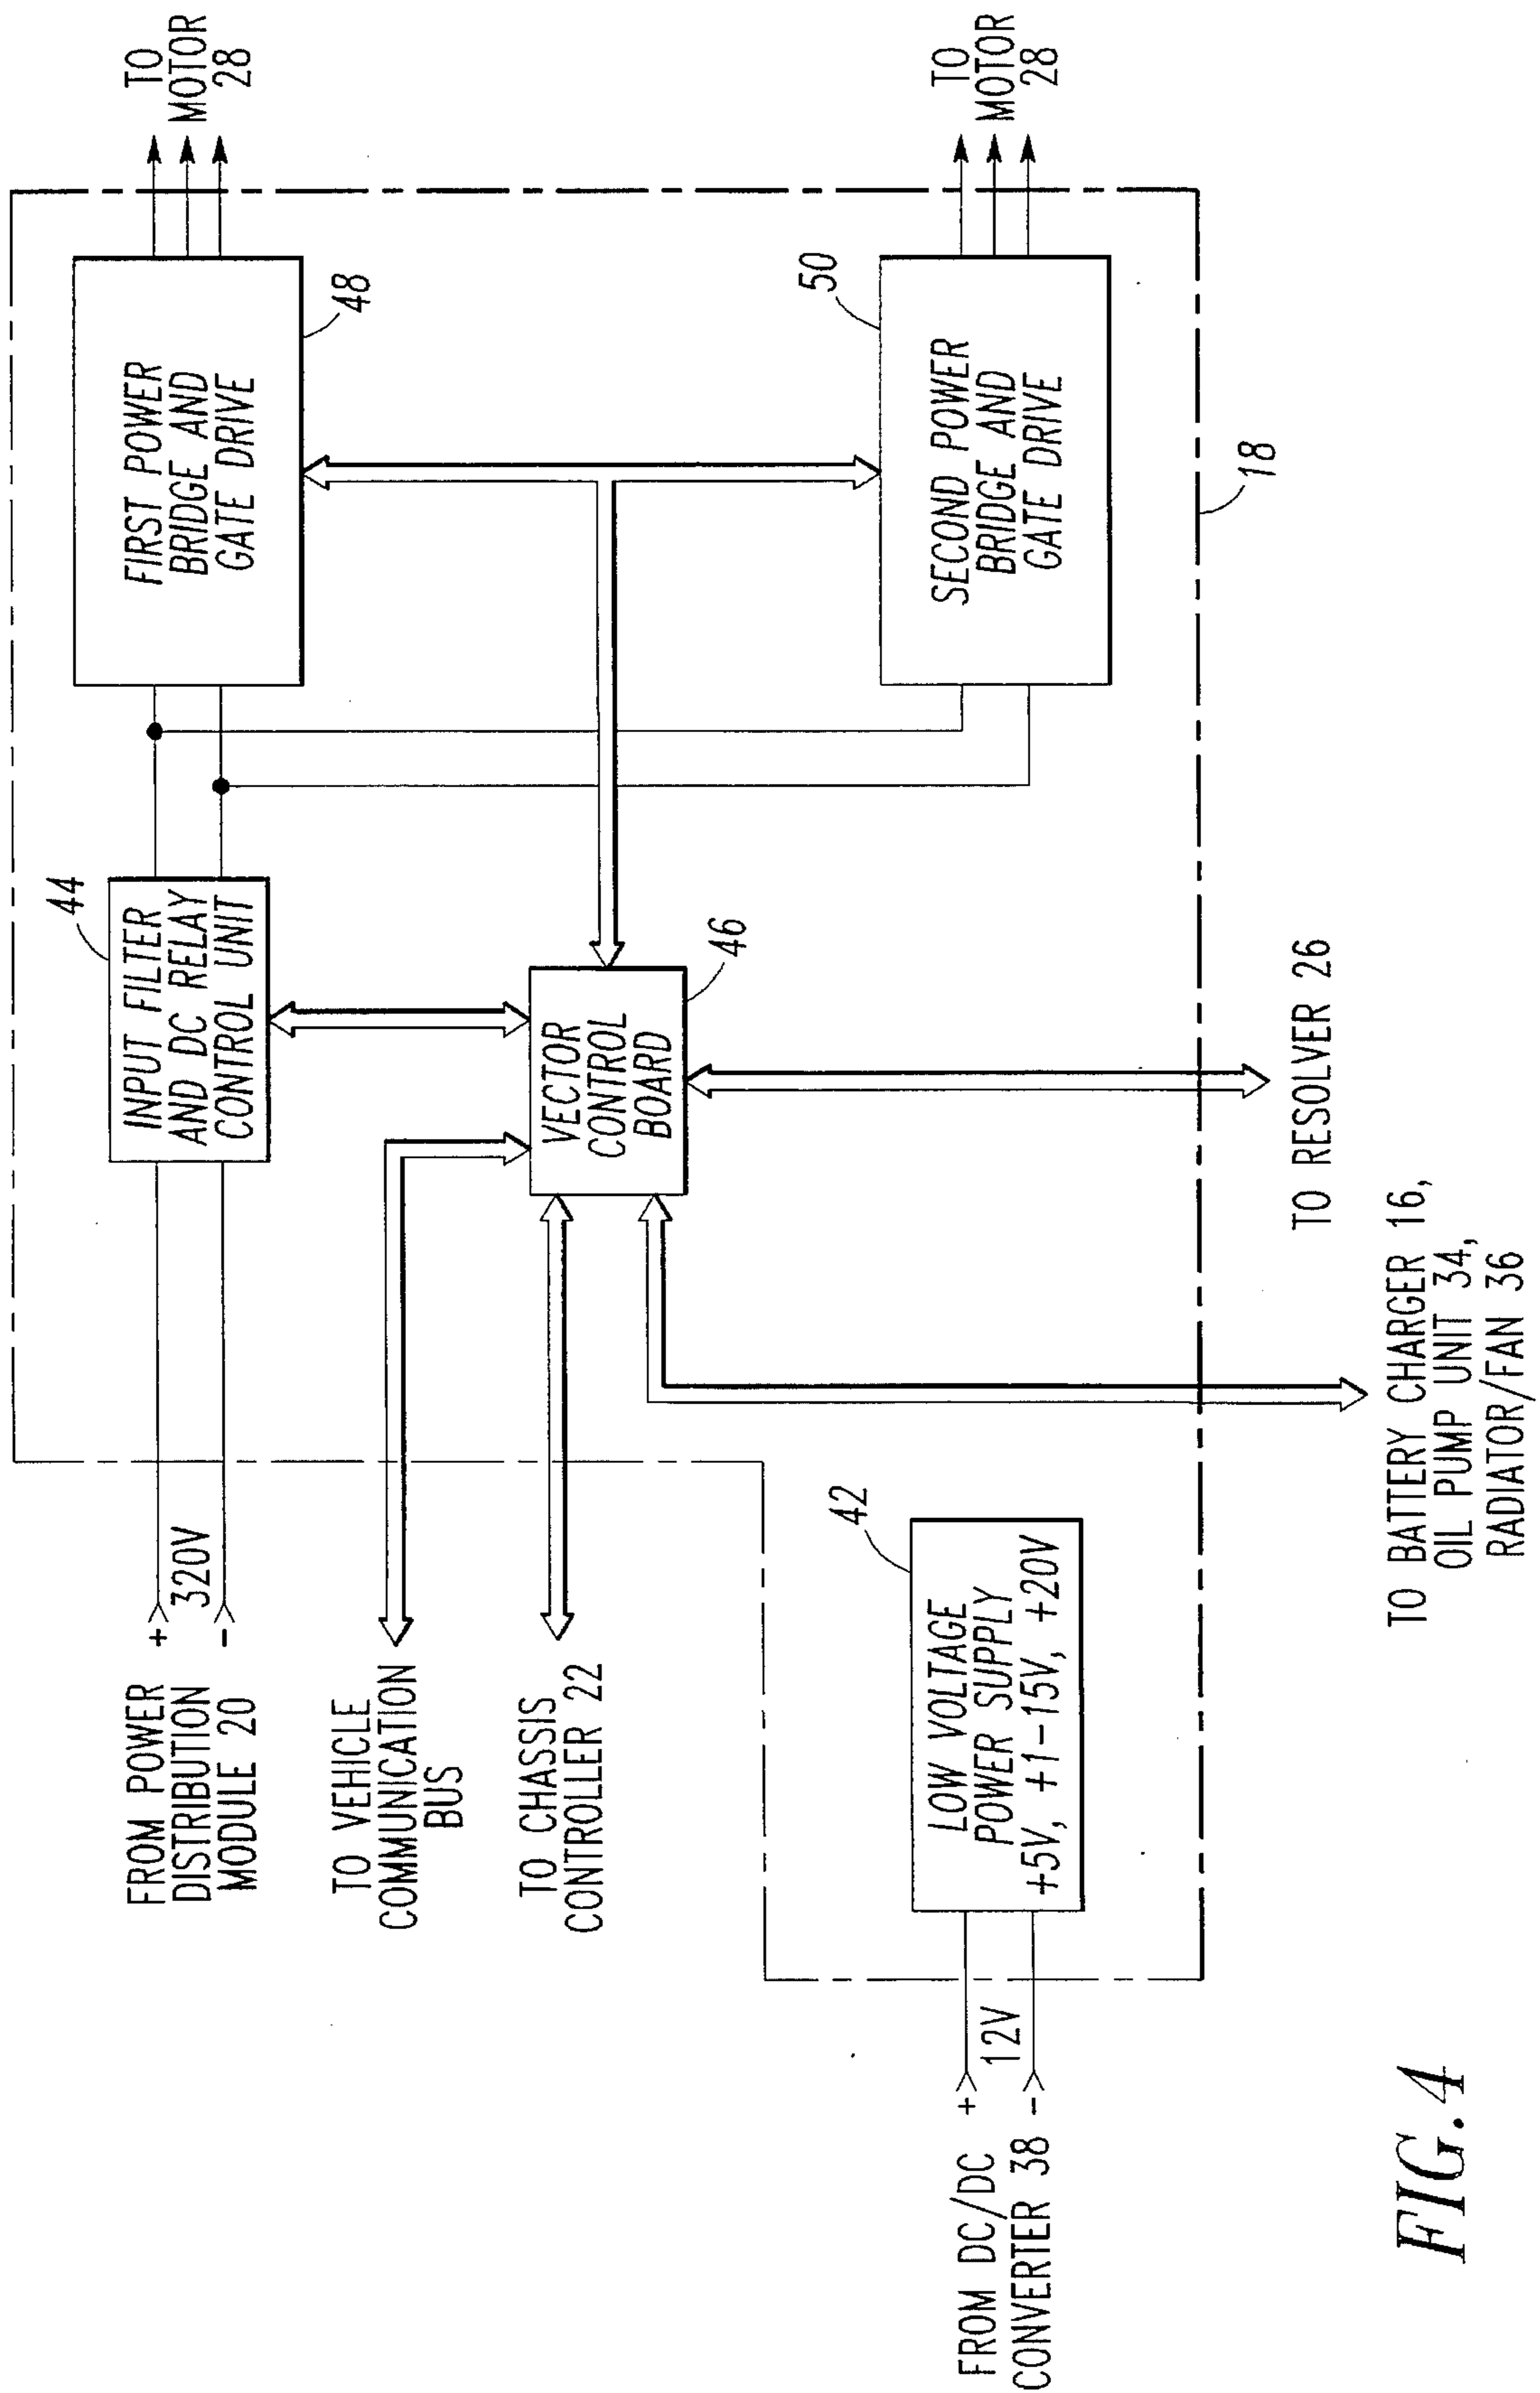 FROM POWER
DISTRIBUTION
MODULE 20
+
320V
-
44
INPUT FILTER
AND DC RELAY
CONTROL UNIT
FIRST POWER
BRIDGE AND
GATE DRIVE
48
TO
MOTOR
28
TO VEHICLE
COMMUNICATION
BUS
TO CHASSIS
CONTROLLER 22
VECTOR
CONTROL
BOARD
46
50
SECOND POWER
BRIDGE AND
GATE DRIVE
TO
MOTOR
28
42
LOW VOLTAGE
POWER SUPPLY
+5V, +1-15V, +20V
FROM DC/DC
CONVERTER 38
+
12V
-
18
TO RESOLVER 26
TO BATTERY CHARGER 16,
OIL PUMP UNIT 34,
RADIATOR/FAN 36
FIG.4